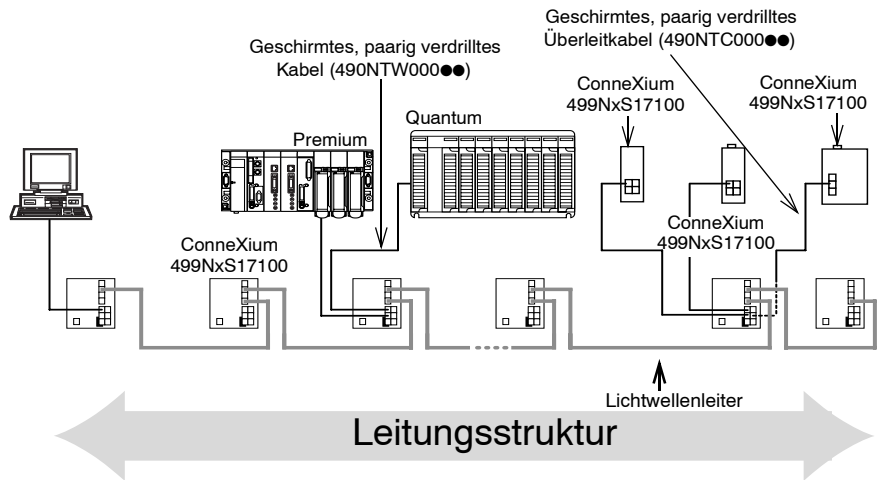 Geschirmtes, paarig verdrilltes
Kabel (490NTW000●●)
Geschirmtes, paarig verdrilltes
Überleitkabel (490NTC000●●)
ConneXium
499NxS17100
ConneXium
499NxS17100
Premium
Quantum
ConneXium
499NxS17100
ConneXium
499NxS17100
Lichtwellenleiter
Leitungsstruktur